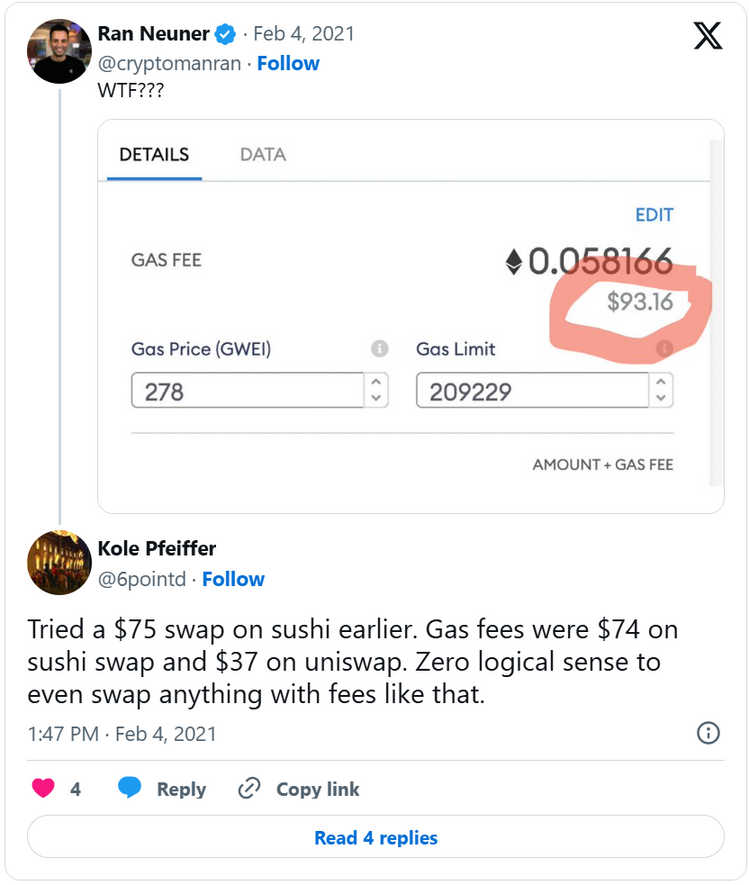 Ran Neuner · Feb 4, 2021
@cryptomanran · Follow
WTF???
DETAILS DATA
EDIT
GAS FEE 0.058166
$93.16
Gas Price (GWEI) Gas Limit
278 209229
AMOUNT + GAS FEE
Kole Pfeiffer
@6pointd · Follow
Tried a $75 swap on sushi earlier. Gas fees were $74 on
sushi swap and $37 on uniswap. Zero logical sense to
even swap anything with fees like that.
1:47 PM · Feb 4, 2021
4 Reply Copy link
Read 4 replies